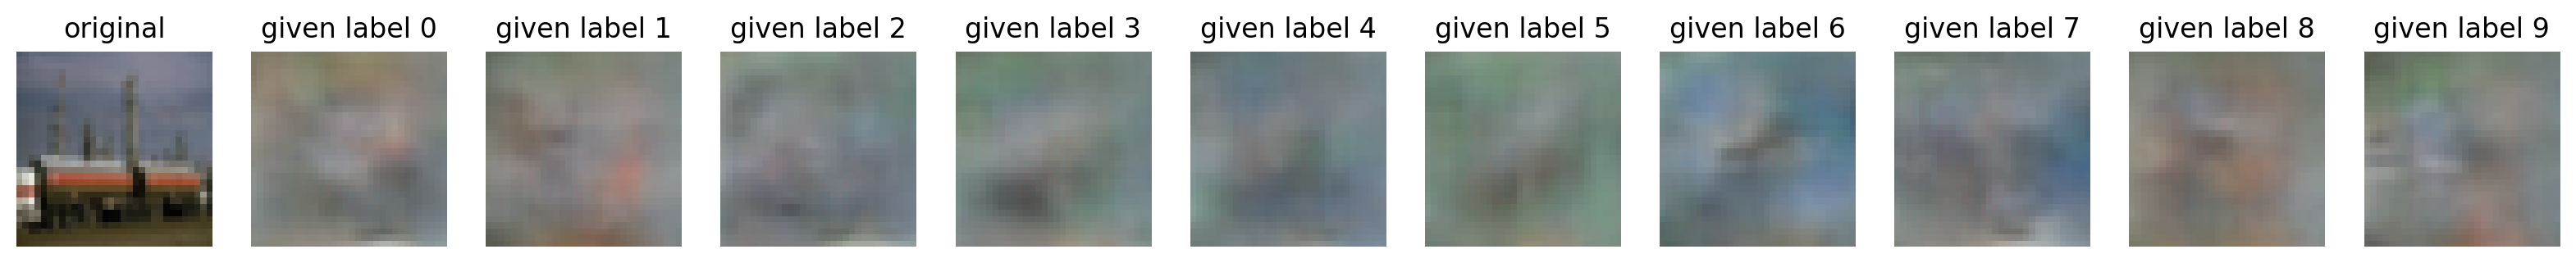 original
given label 0
given label 1
given label 2
given label 3
given label 4
given label 5
given label 6
given label 7
given label 8
given label 9